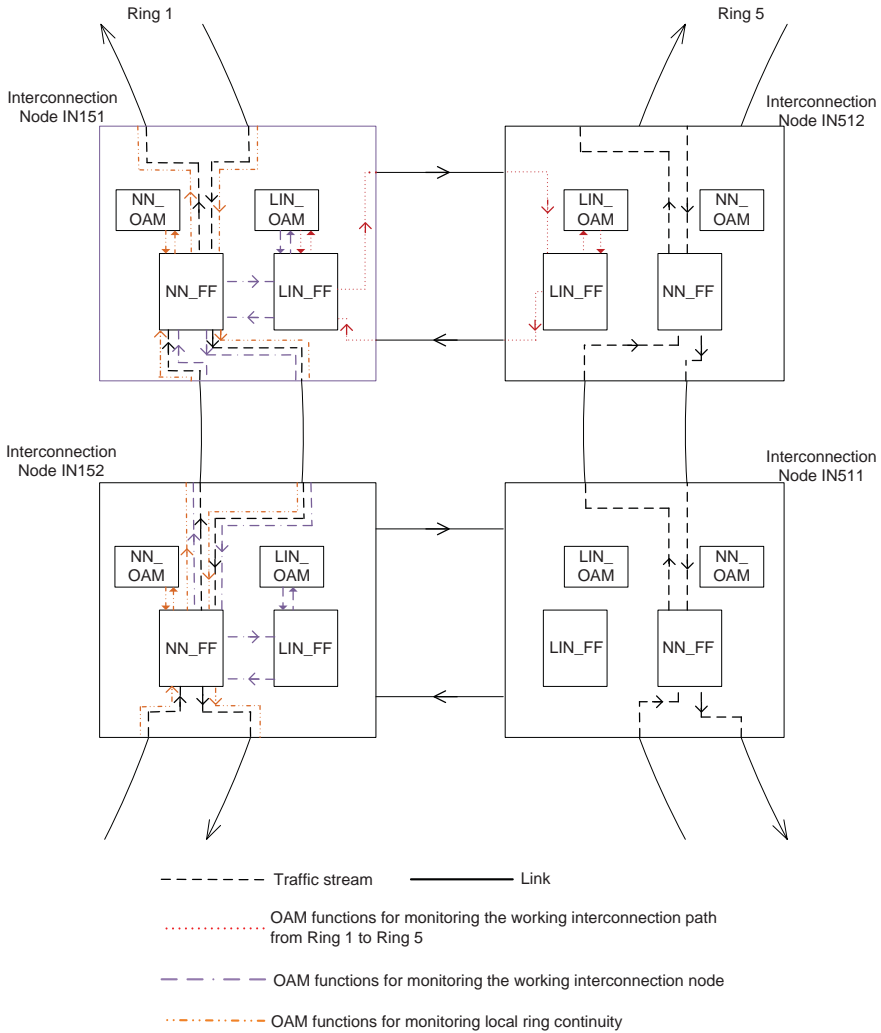 Ring 1
Ring 5
Interconnection
Node IN151
Interconnection
Node IN512
NN_
OAM
LIN_
OAM
LIN_
OAM
NN_
OAM
NN_FF
LIN_FF
LIN_FF
NN_FF
Interconnection
Node IN152
Interconnection
Node IN511
NN_
OAM
LIN_
OAM
LIN_
OAM
NN_
OAM
NN_FF
LIN_FF
LIN_FF
NN_FF
Traffic stream
Link
OAM functions for monitoring the working interconnection path
from Ring 1 to Ring 5
OAM functions for monitoring the working interconnection node
OAM functions for monitoring local ring continuity